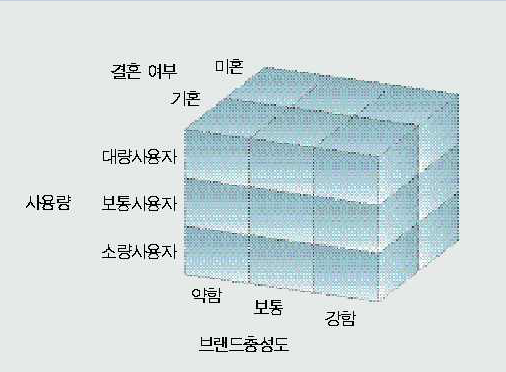 결혼 여부
미혼
기혼
대량사용자
사용량
보통사용자
소량사용자
약함
보통
강함
브랜드충성도